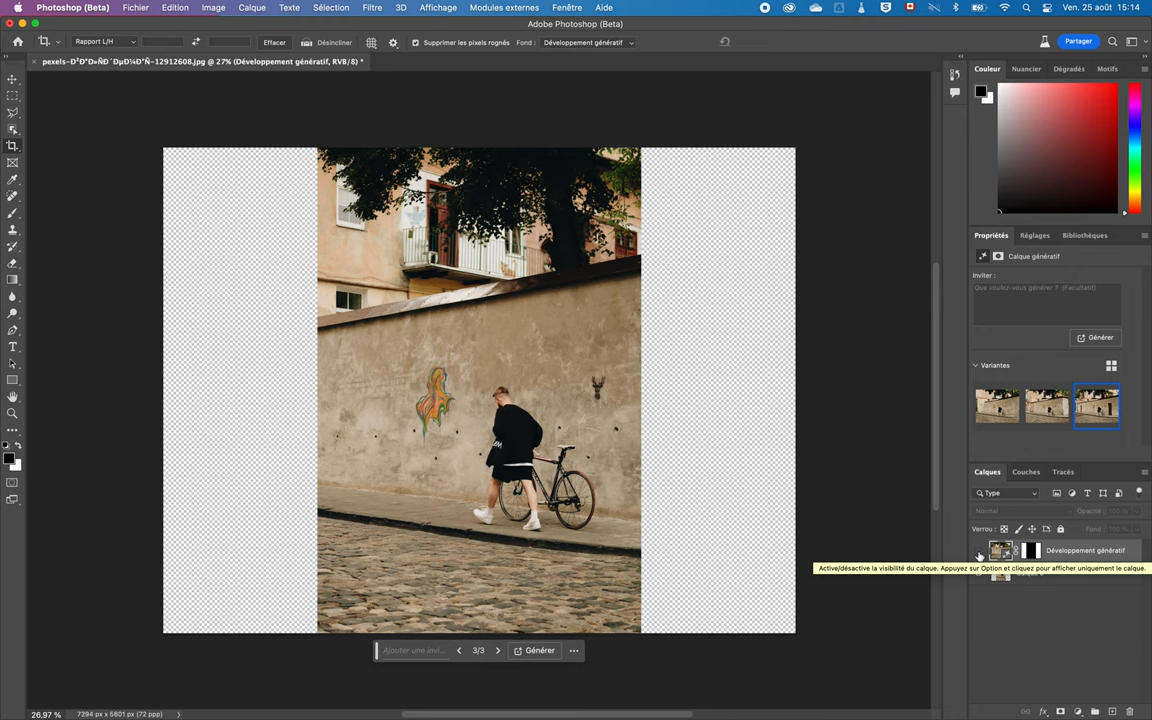 Photoshop (Beta) Fichier Edition Image Calque Texte Sélection Filtre 3D Affichage Modules externes Fenêtre Aide Ven. 25 août 15:14
Adobe Photoshop (Beta)
Rapport L/H Effacer Désincliner Supprimer les pixels rognés Fond : Développement génératif Partager
pexels-Ð²Ð°Ð»Ñ­Ð´ÐµÐ¼Ð°Ñ-12912608.jpg @ 27% (Développement génératif, RVB/8) *
Couleur Nuancier Dégradés Motifs
Propriétés Réglages Bibliothèques
Calque génératif
Inviter :
Que voulez-vous générer ? (Facultatif)
Générer
Variantes
Calques Couches Tracés
Type
Normal Opacité : 100 %
Verrou : Fond : 100 %
Développement génératif
Active/désactive la visibilité du calque. Appuyez sur Option et cliquez pour afficher uniquement le calque.
Ajouter une invi... 3/3 Générer
26,97 % 7294 px x 5601 px (72 ppp)